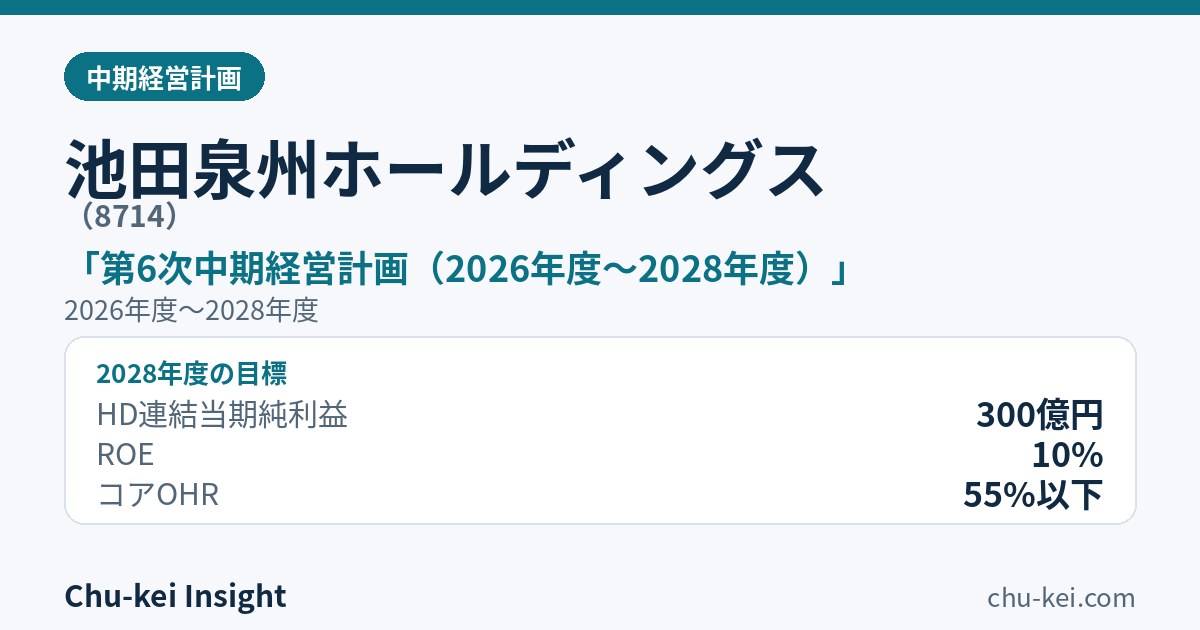 中期経営計画
池田泉州ホールディングス
（8714）
「第6次中期経営計画（2026年度〜2028年度）」
2026年度〜2028年度
2028年度の目標
HD連結当期純利益 300億円
ROE 10%
コアOHR 55%以下
Chu-kei Insight chu-kei.com